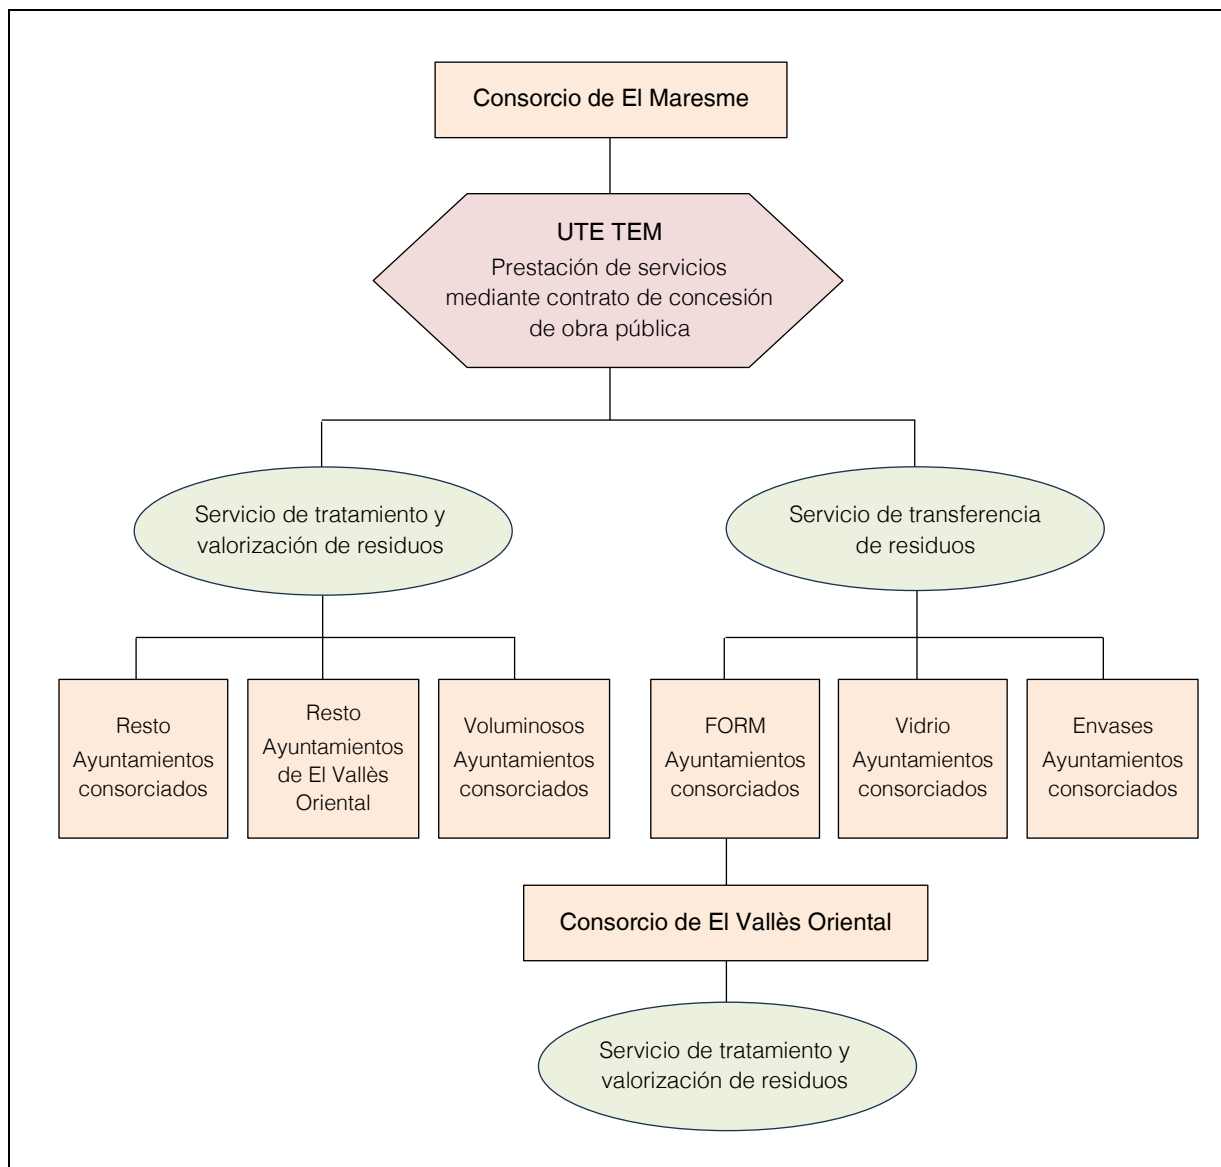 Consorcio de El Maresme
UTE TEM
Prestación de servicios
mediante contrato de concesión
de obra pública
Servicio de tratamiento y
valorización de residuos
Servicio de transferencia
de residuos
Resto
Ayuntamientos
consorciados
Resto
Ayuntamientos
de El Vallès
Oriental
Voluminosos
Ayuntamientos
consorciados
FORM
Ayuntamientos
consorciados
Vidrio
Ayuntamientos
consorciados
Envases
Ayuntamientos
consorciados
Consorcio de El Vallès Oriental
Servicio de tratamiento y
valorización de residuos